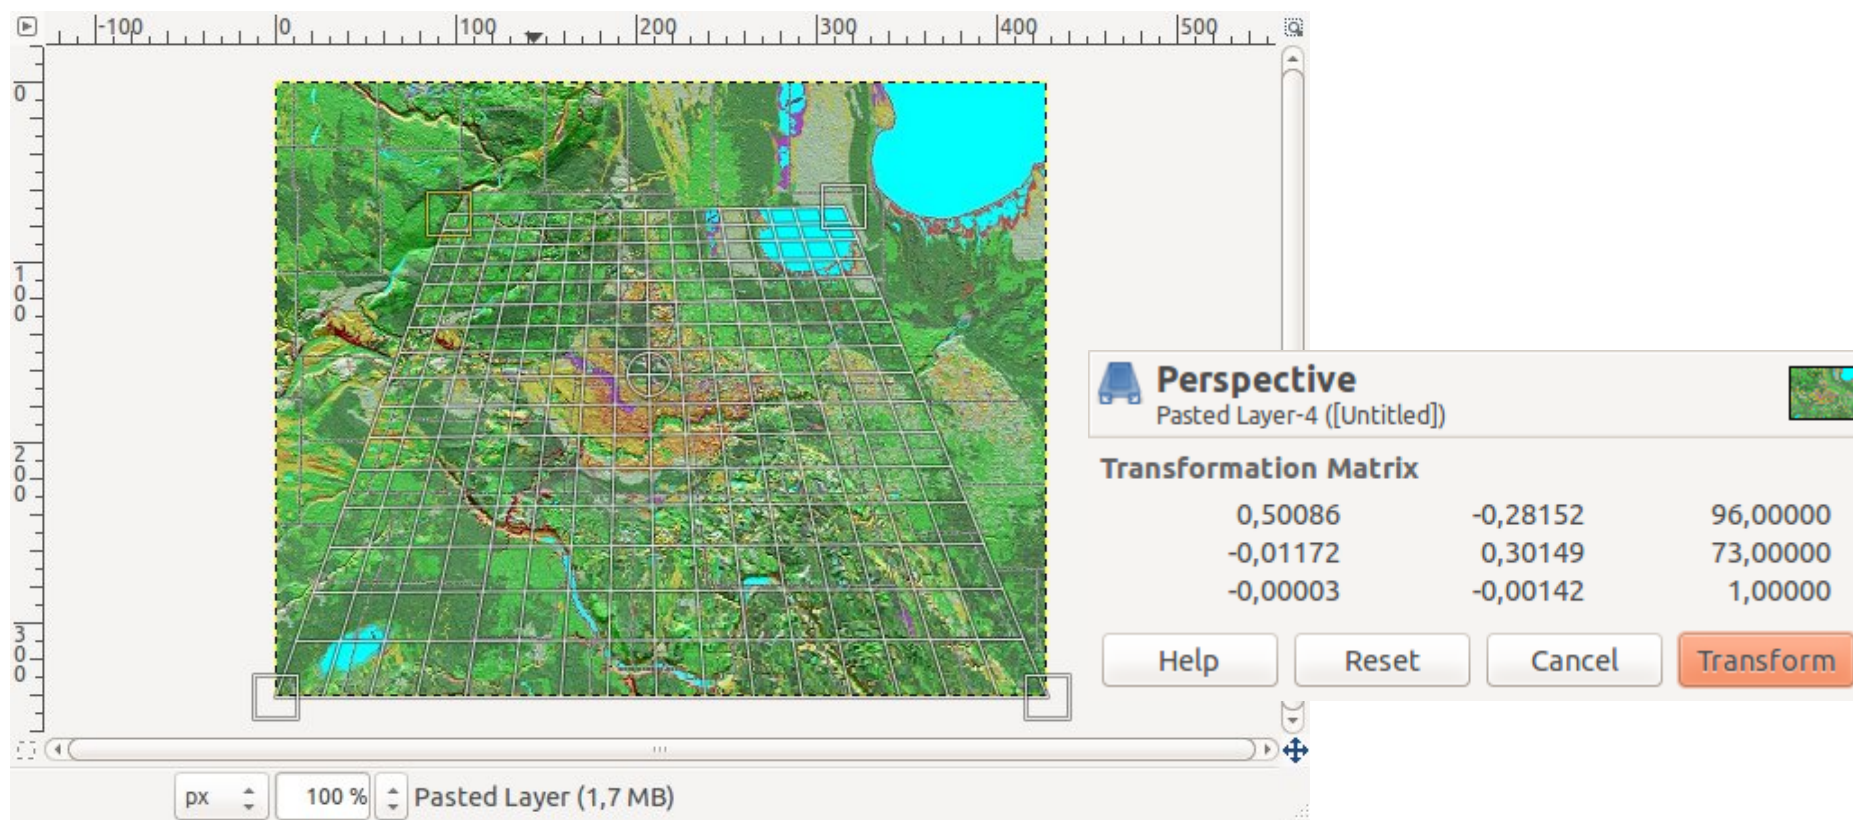 -100 0 100 200 300 400 500
0
100
200
300
Perspective
Pasted Layer-4 ([Untitled])
Transformation Matrix
0,50086 -0,28152 96,00000
-0,01172 0,30149 73,00000
-0,00003 -0,00142 1,00000
Help Reset Cancel Transform
px 100 % Pasted Layer (1,7 MB)